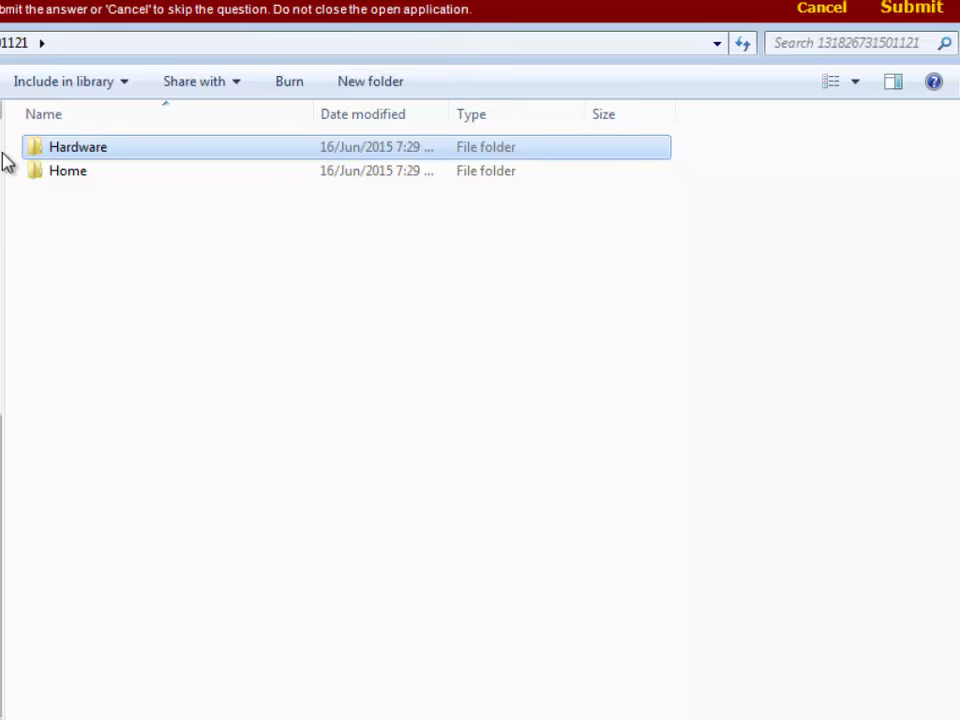 bmit the answer or 'Cancel' to skip the question. Do not close the open application. Cancel Submit
01121 Search 131826731501121
Include in library Share with Burn New folder
Name Date modified Type Size
Hardware 16/Jun/2015 7:29 ... File folder
Home 16/Jun/2015 7:29 ... File folder